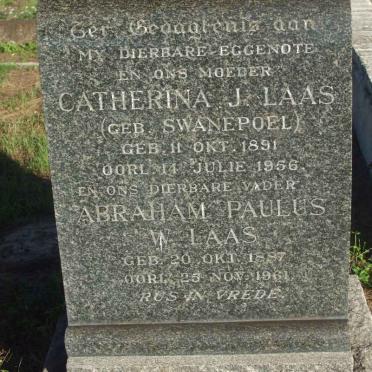 Ter Gedagtenis aan
MY DIERBARE EGGENOTE
EN ONS MOEDER
CATHERINA J. LAAS
(GEB. SWANEPOEL)
GEB. 11 OKT. 1891
OORL. 14 JULIE 1956
EN ONS DIERBARE VADER
ABRAHAM PAULUS
W. LAAS
GEB. 20 OKT. 1887
OORL. 25 NOV. 1961
RUS IN VREDE.